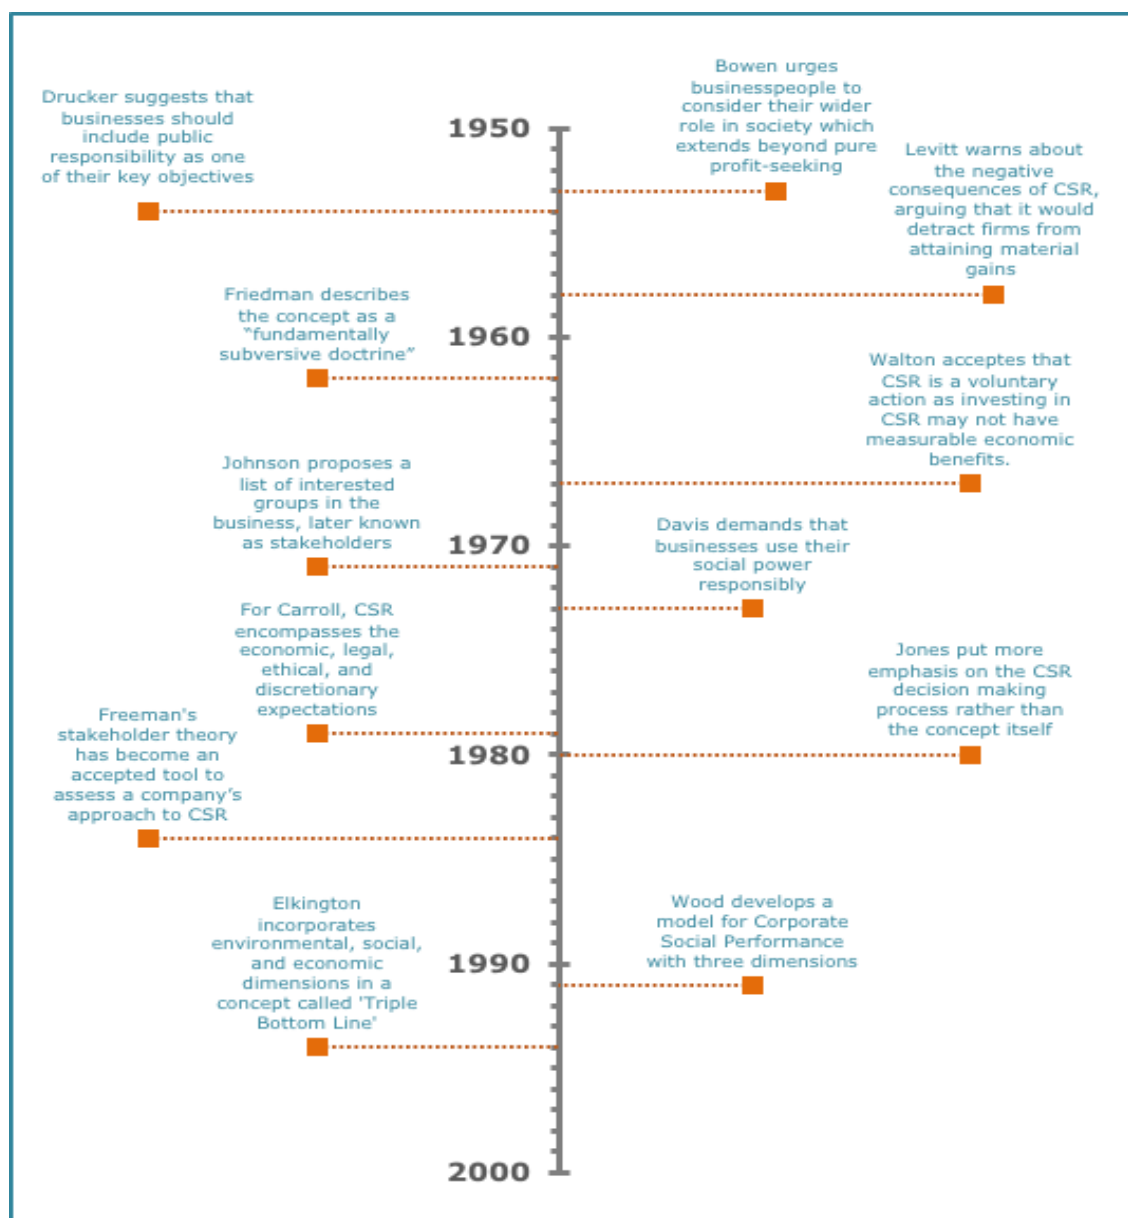 Bowen urges
businesspeople to
consider their wider
role in society which
extends beyond pure
profit-seeking
Drucker suggests that
businesses should
include public
responsibility as one
of their key objectives
1950
Levitt warns about
the negative
consequences of CSR,
arguing that it would
detract firms from
attaining material
gains
Friedman describes
the concept as a
“fundamentally
subversive doctrine”
1960
Walton acceptes that
CSR is a voluntary
action as investing in
CSR may not have
measurable economic
benefits.
Johnson proposes a
list of interested
groups in the
business, later known
as stakeholders
1970
Davis demands that
businesses use their
social power
responsibly
For Carroll, CSR
encompasses the
economic, legal,
ethical, and
discretionary
expectations
Jones put more
emphasis on the CSR
decision making
process rather than
the concept itself
Freeman's
stakeholder theory
has become an
accepted tool to
assess a company’s
approach to CSR
1980
Wood develops a
model for Corporate
Social Performance
with three dimensions
Elkington
incorporates
environmental, social,
and economic
dimensions in a
concept called 'Triple
Bottom Line'
1990
2000